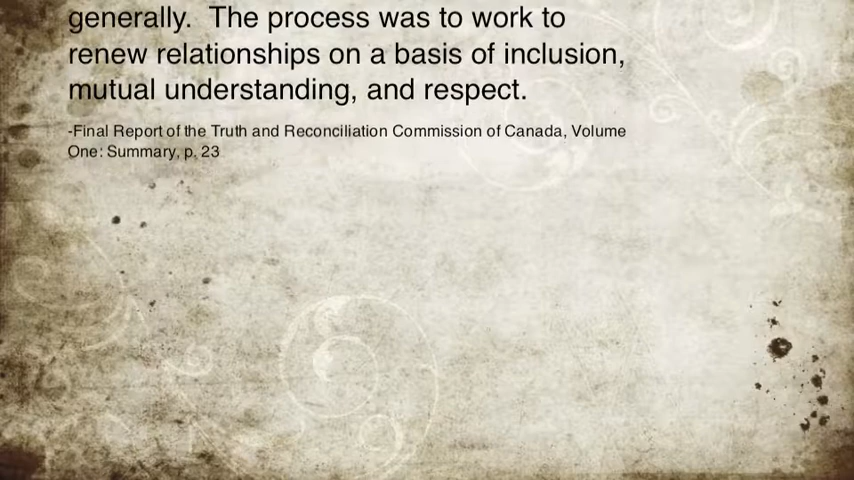 generally.  The process was to work to
renew relationships on a basis of inclusion,
mutual understanding, and respect.
-Final Report of the Truth and Reconciliation Commission of Canada, Volume
One: Summary, p. 23